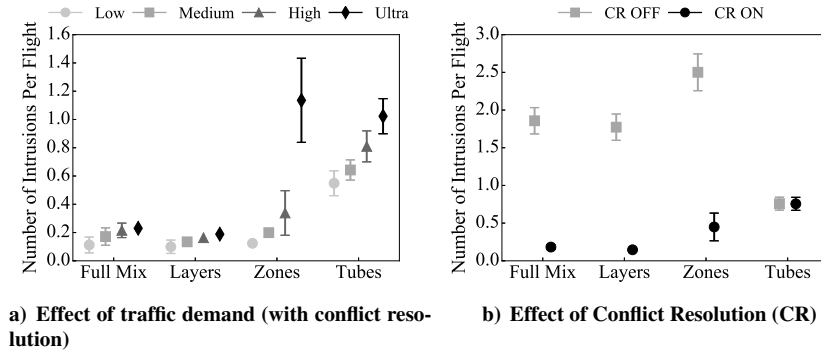 Low Medium High Ultra
Number of Intrusions Per Flight
1.6
1.4
1.2
1.0
0.8
0.6
0.4
0.2
0.0
Full Mix Layers Zones Tubes
a) Effect of traffic demand (with conflict reso-
lution)
CR OFF CR ON
Number of Intrusions Per Flight
3.0
2.5
2.0
1.5
1.0
0.5
0.0
Full Mix Layers Zones Tubes
b) Effect of Conflict Resolution (CR)